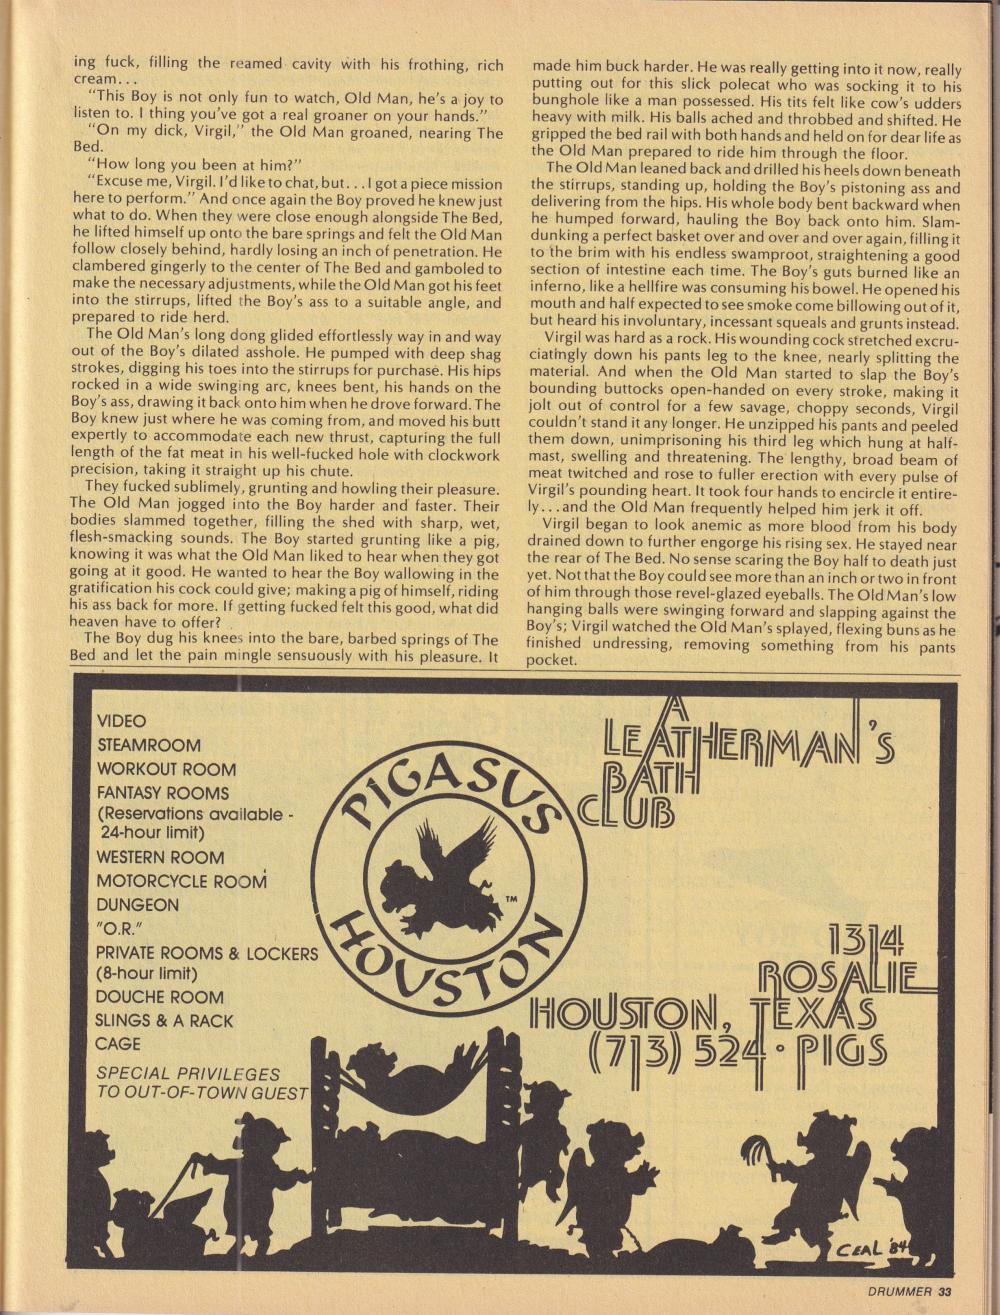 ing fuck, filling the reamed cavity with his frothing, rich
cream...
"This Boy is not only fun to watch, Old Man, he's a joy to
listen to. I thing you've got a real groaner on your hands."
"On my dick, Virgil," the Old Man groaned, nearing The
Bed.
"How long you been at him?"
"Excuse me, Virgil. I'd like to chat, but...I got a piece mission
here to perform." And once again the Boy proved he knew just
what to do. When they were close enough alongside The Bed,
he lifted himself up onto the bare springs and felt the Old Man
follow closely behind, hardly losing an inch of penetration. He
clambered gingerly to the center of The Bed and gamboled to
make the necessary adjustments, while the Old Man got his feet
into the stirrups, lifted the Boy's ass to a suitable angle, and
prepared to ride herd.
The Old Man's long dong glided effortlessly way in and way
out of the Boy's dilated asshole. He pumped with deep shag
strokes, digging his toes into the stirrups for purchase. His hips
rocked in a wide swinging arc, knees bent, his hands on the
Boy's ass, drawing it back onto him when he drove forward. The
Boy knew just where he was coming from, and moved his butt
expertly to accommodate each new thrust, capturing the full
length of the fat meat in his well-fucked hole with clockwork
precision, taking it straight up his chute.
They fucked sublimely, grunting and howling their pleasure.
The Old Man jogged into the Boy harder and faster. Their
bodies slammed together, filling the shed with sharp, wet,
flesh-smacking sounds. The Boy started grunting like a pig,
knowing it was what the Old Man liked to hear when they got
going at it good. He wanted to hear the Boy wallowing in the
gratification his cock could give; making a pig of himself, riding
his ass back for more. If getting fucked felt this good, what did
heaven have to offer?
The Boy dug his knees into the bare, barbed springs of The
Bed and let the pain mingle sensuously with his pleasure. It
made him buck harder. He was really getting into it now, really
putting out for this slick polecat who was socking it to his
bunghole like a man possessed. His tits felt like cow's udders
heavy with milk. His balls ached and throbbed and shifted. He
gripped the bed rail with both hands and held on for dear life as
the Old Man prepared to ride him through the floor.
The Old Man leaned back and drilled his heels down beneath
the stirrups, standing up, holding the Boy's pistoning ass and
delivering from the hips. His whole body bent backward when
he humped forward, hauling the Boy back onto him. Slam-
dunking a perfect basket over and over and over again, filling it
to the brim with his endless swamproot, straightening a good
section of intestine each time. The Boy's guts burned like an
inferno, like a hellfire was consuming his bowel. He opened his
mouth and half expected to see smoke come billowing out of it,
but heard his involuntary, incessant squeals and grunts instead.
Virgil was hard as a rock. His wounding cock stretched excru-
ciatingly down his pants leg to the knee, nearly splitting the
material. And when the Old Man started to slap the Boy's
bounding buttocks open-handed on every stroke, making it
jolt out of control for a few savage, choppy seconds, Virgil
couldn't stand it any longer. He unzipped his pants and peeled
them down, unimprisoning his third leg which hung at half-
mast, swelling and threatening. The lengthy, broad beam of
meat twitched and rose to fuller erection with every pulse of
Virgil's pounding heart. It took four hands to encircle it entire-
ly...and the Old Man frequently helped him jerk it off.
Virgil began to look anemic as more blood from his body
drained down to further engorge his rising sex. He stayed near
the rear of The Bed. No sense scaring the Boy half to death just
yet. Not that the Boy could see more than an inch or two in front
of him through those revel-glazed eyeballs. The Old Man's low
hanging balls were swinging forward and slapping against the
Boy's; Virgil watched the Old Man's splayed, flexing buns as he
finished undressing, removing something from his pants
pocket.
VIDEO
STEAMROOM
WORKOUT ROOM
FANTASY ROOMS
(Reservations available -
24-hour limit)
WESTERN ROOM
MOTORCYCLE ROOM
DUNGEON
"O.R."
PRIVATE ROOMS & LOCKERS
(8-hour limit)
DOUCHE ROOM
SLINGS & A RACK
CAGE
SPECIAL PRIVILEGES
TO OUT-OF-TOWN GUEST
PIGASUS
HOUSTON
TM
A
LEATHERMAN'S
BATH
CLUB
1314
ROSALIE
HOUSTON, TEXAS
(713) 524 • PIGS
CEAL '84
DRUMMER 33